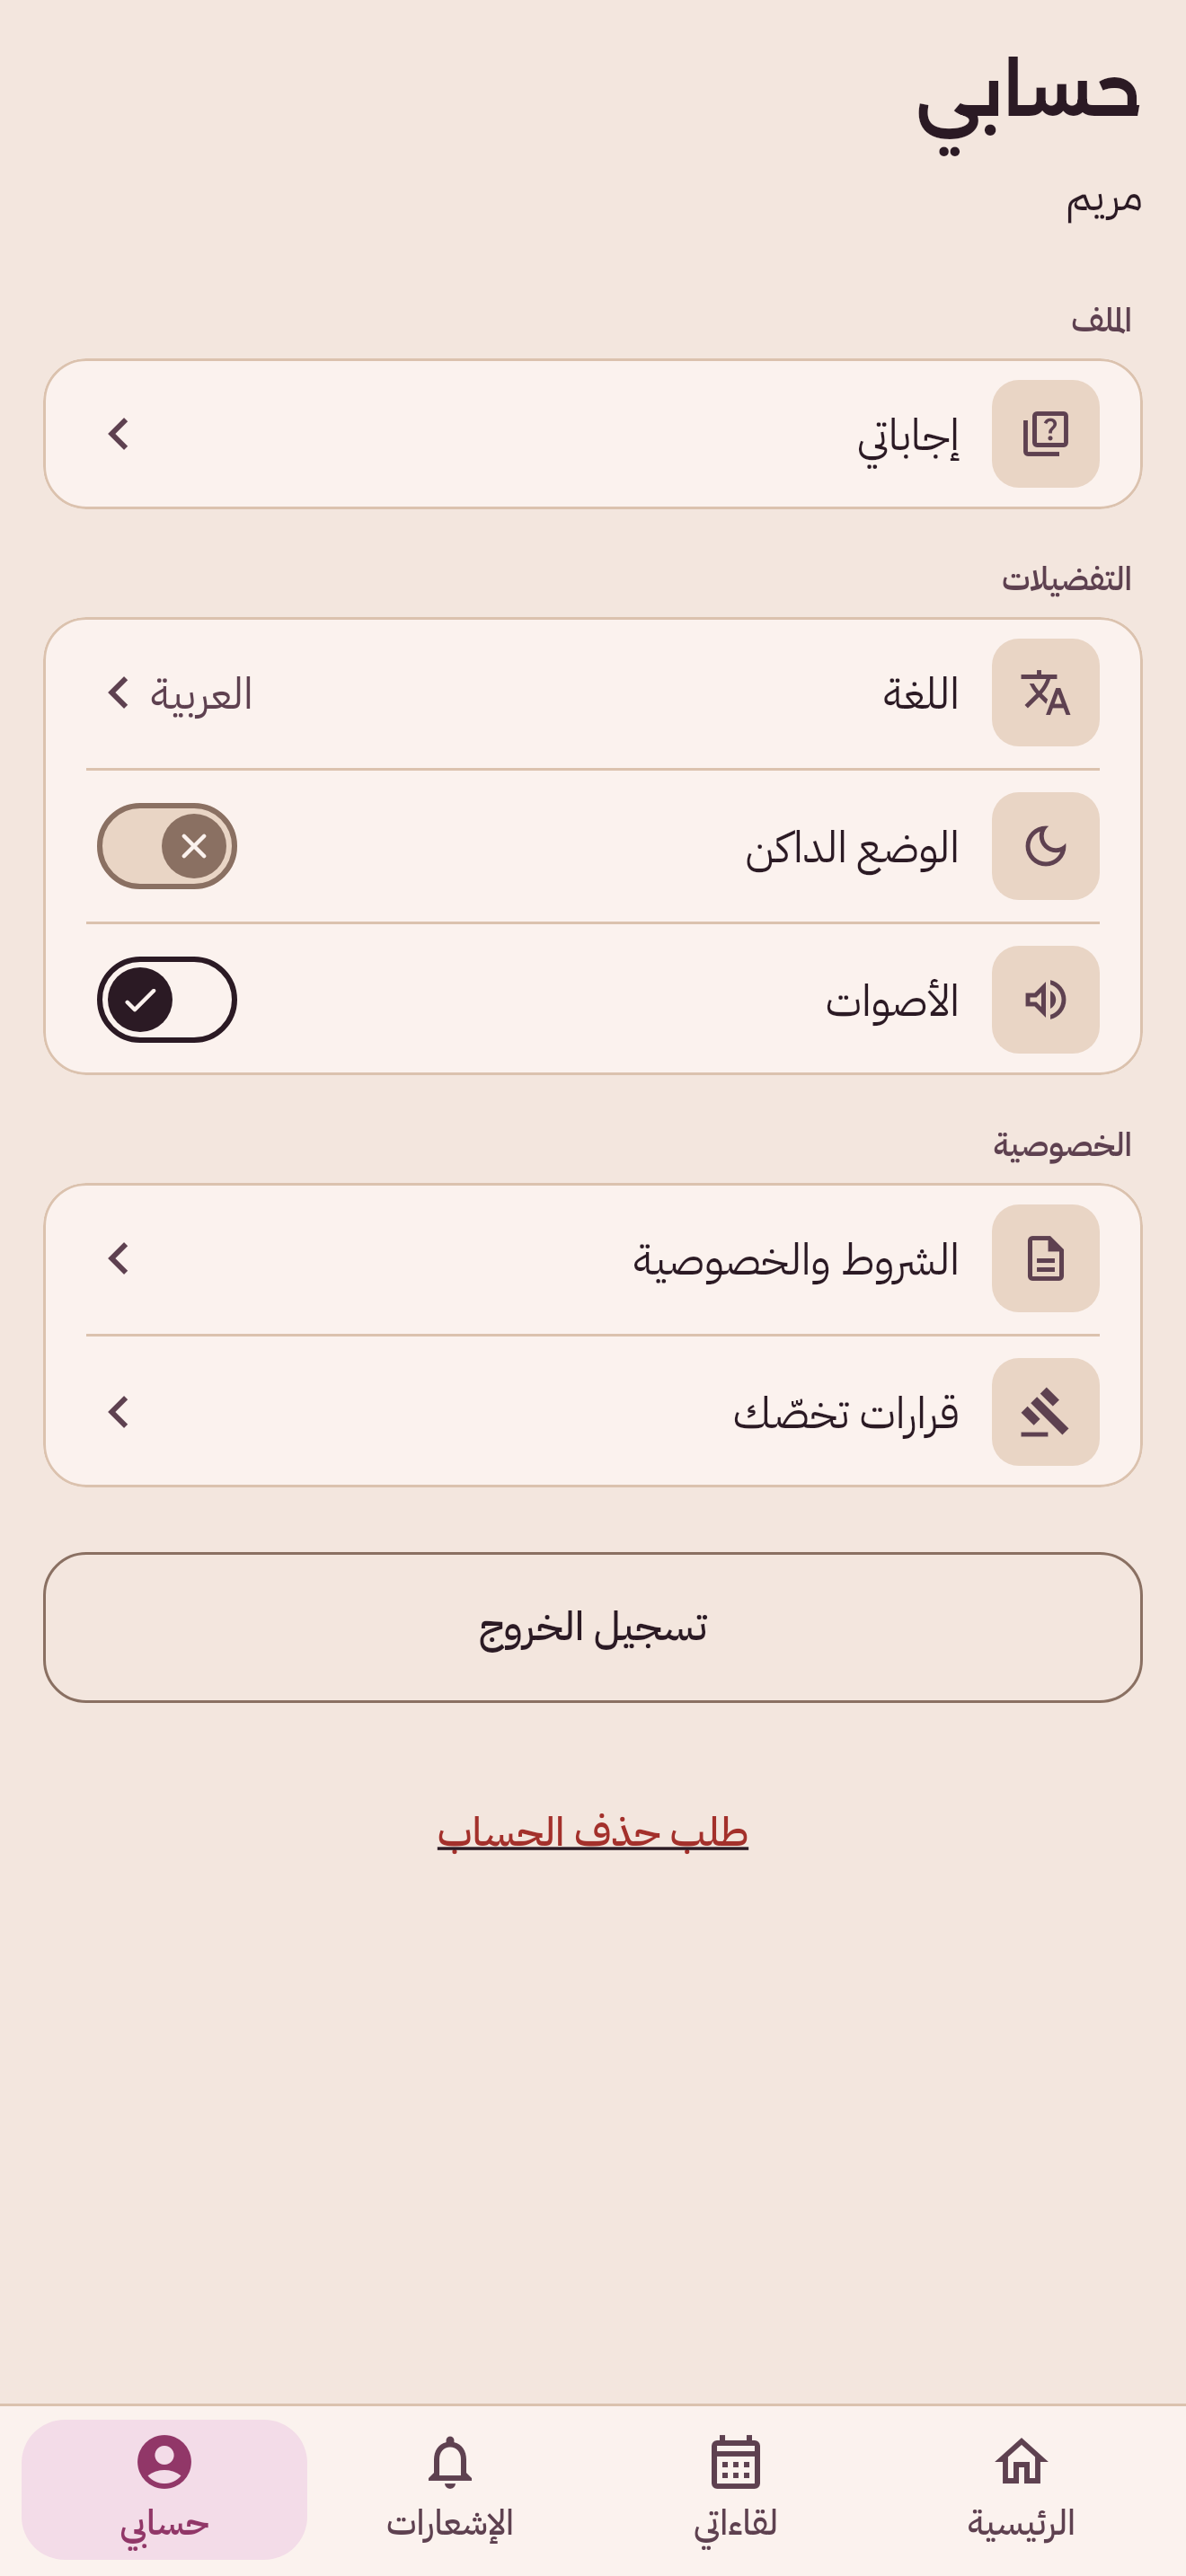 حسابي
مريم
الملف
إجاباتي
التفضيلات
اللغة
العربية
الوضع الداكن
الأصوات
الخصوصية
الشروط والخصوصية
قرارات تخصّك
تسجيل الخروج
طلب حذف الحساب
الرئيسية
لقاءاتي
الإشعارات
حسابي